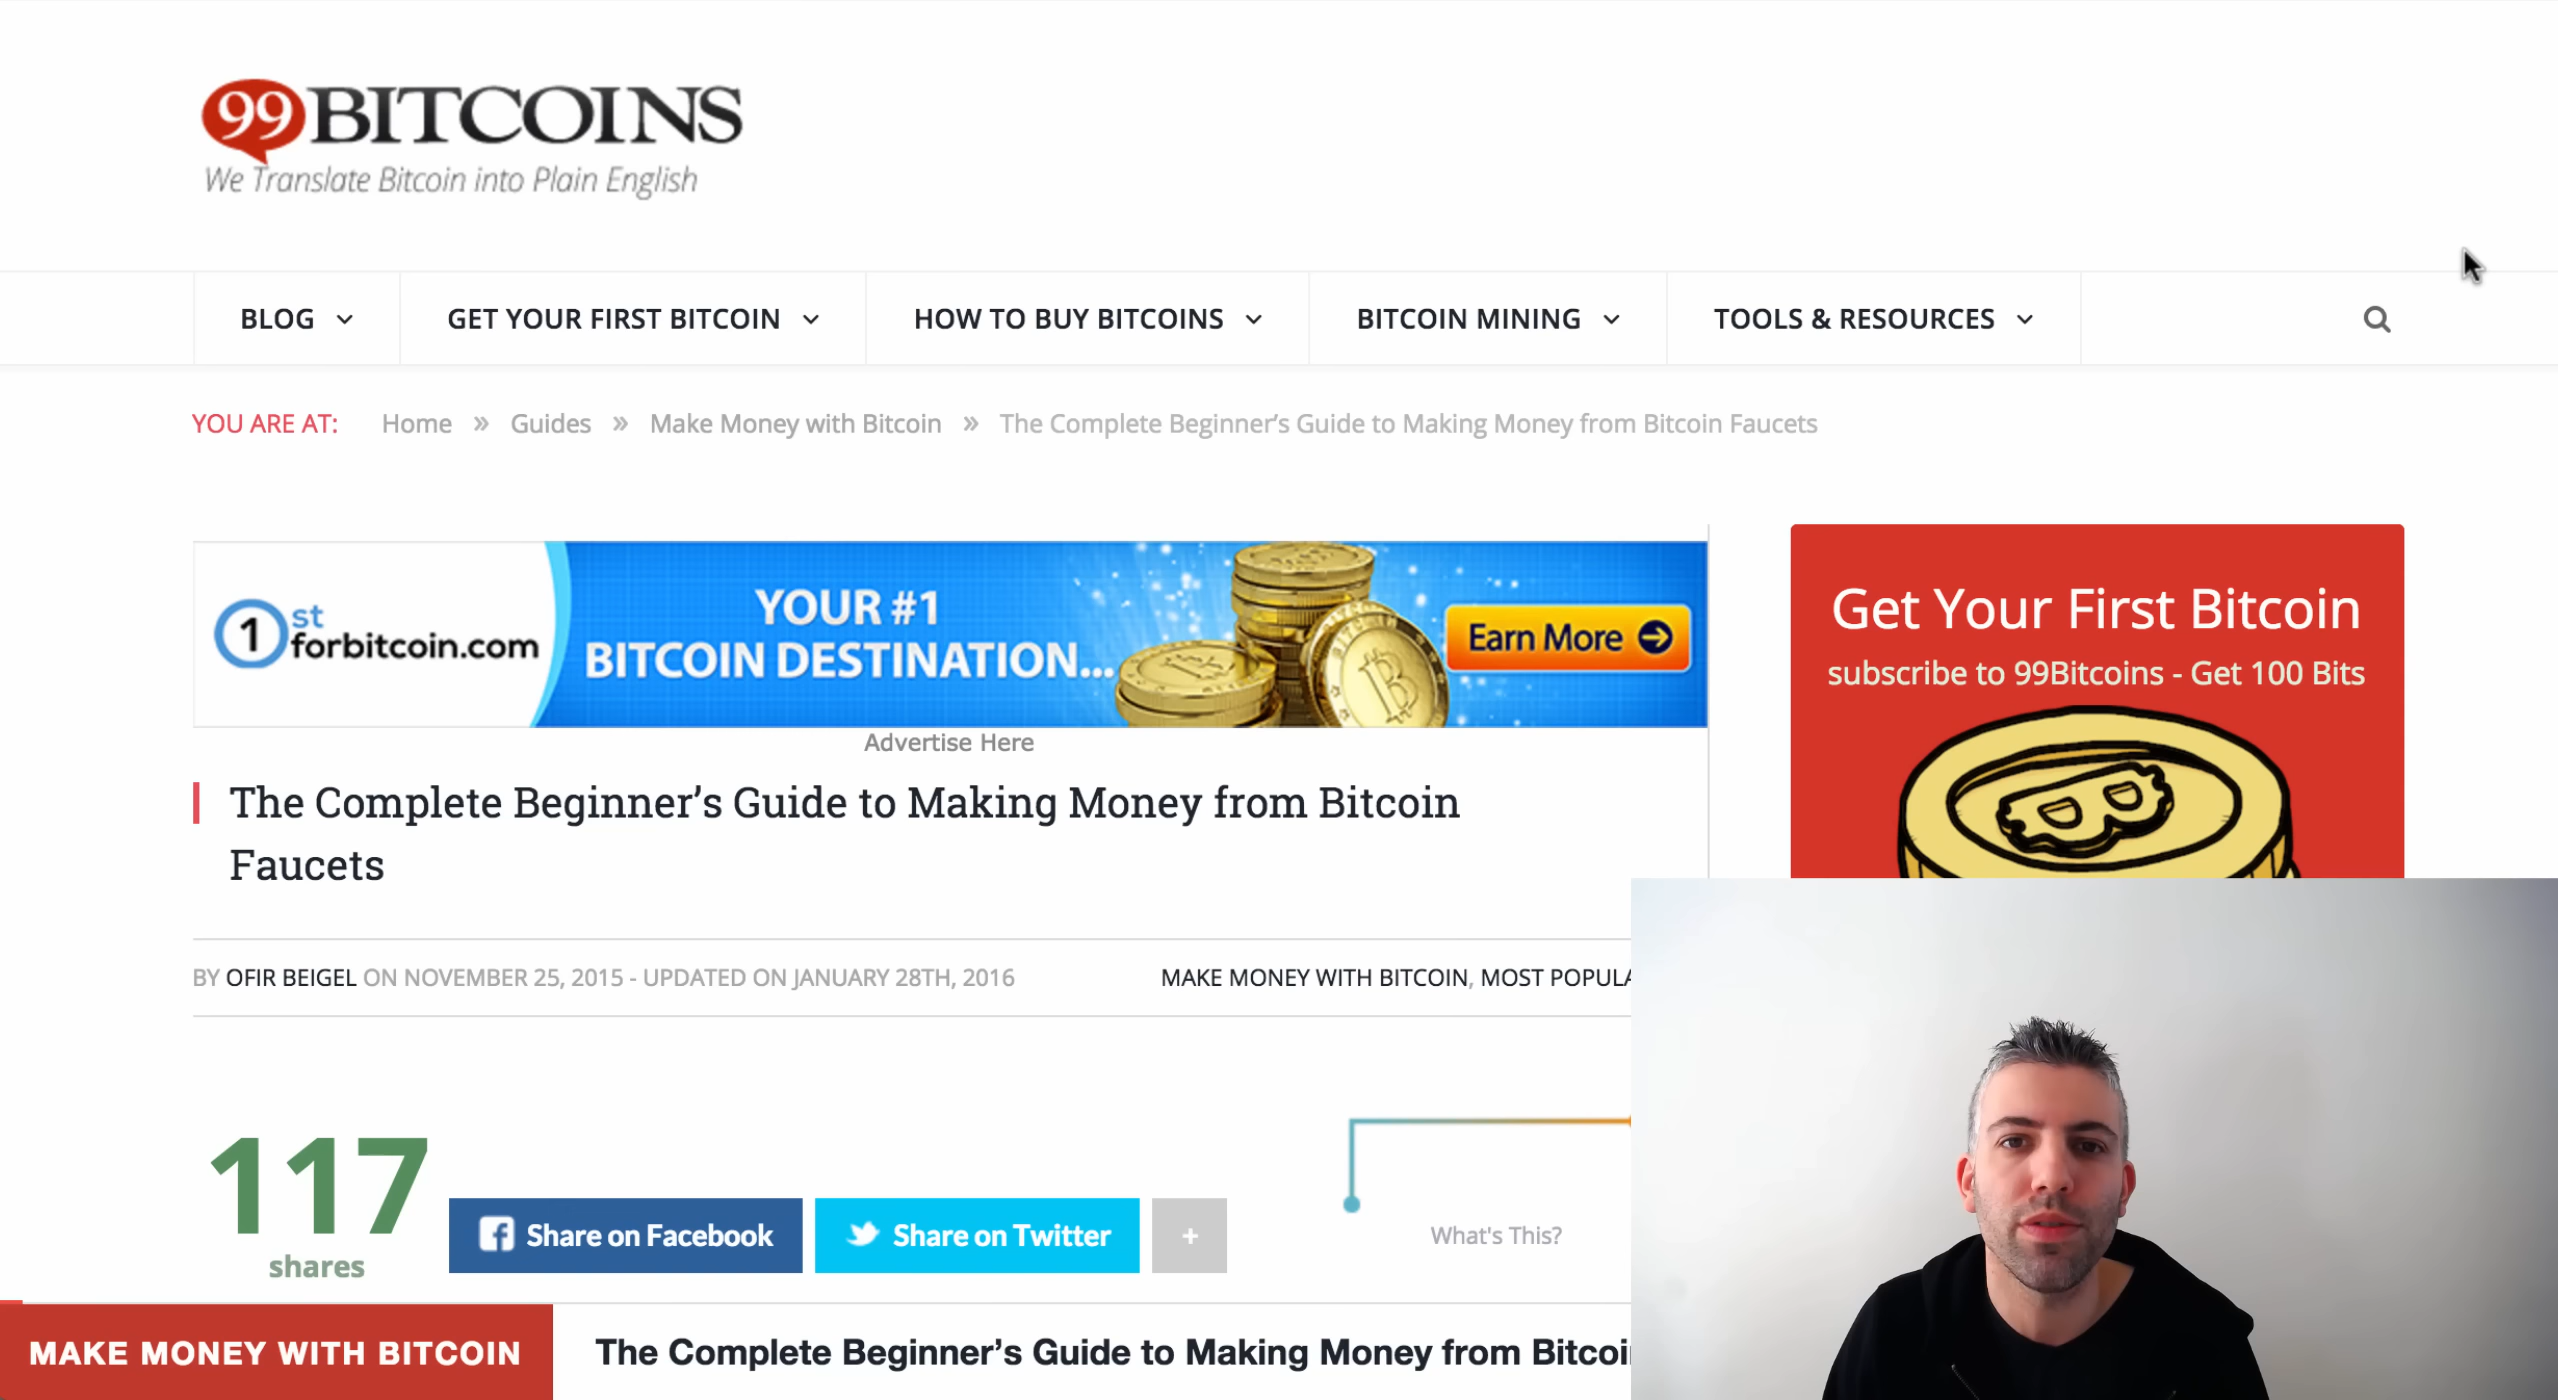 99BITCOINS
We Translate Bitcoin into Plain English
BLOG GET YOUR FIRST BITCOIN HOW TO BUY BITCOINS BITCOIN MINING TOOLS & RESOURCES
YOU ARE AT: Home » Guides » Make Money with Bitcoin » The Complete Beginner’s Guide to Making Money from Bitcoin Faucets
1st
forbitcoin.com
YOUR #1
BITCOIN DESTINATION...
Earn More
Advertise Here
Get Your First Bitcoin
subscribe to 99Bitcoins - Get 100 Bits
The Complete Beginner’s Guide to Making Money from Bitcoin
Faucets
BY OFIR BEIGEL ON NOVEMBER 25, 2015 - UPDATED ON JANUARY 28TH, 2016 MAKE MONEY WITH BITCOIN, MOST POPULA
117
shares
Share on Facebook
Share on Twitter
+
What's This?
MAKE MONEY WITH BITCOIN
The Complete Beginner’s Guide to Making Money from Bitcoi